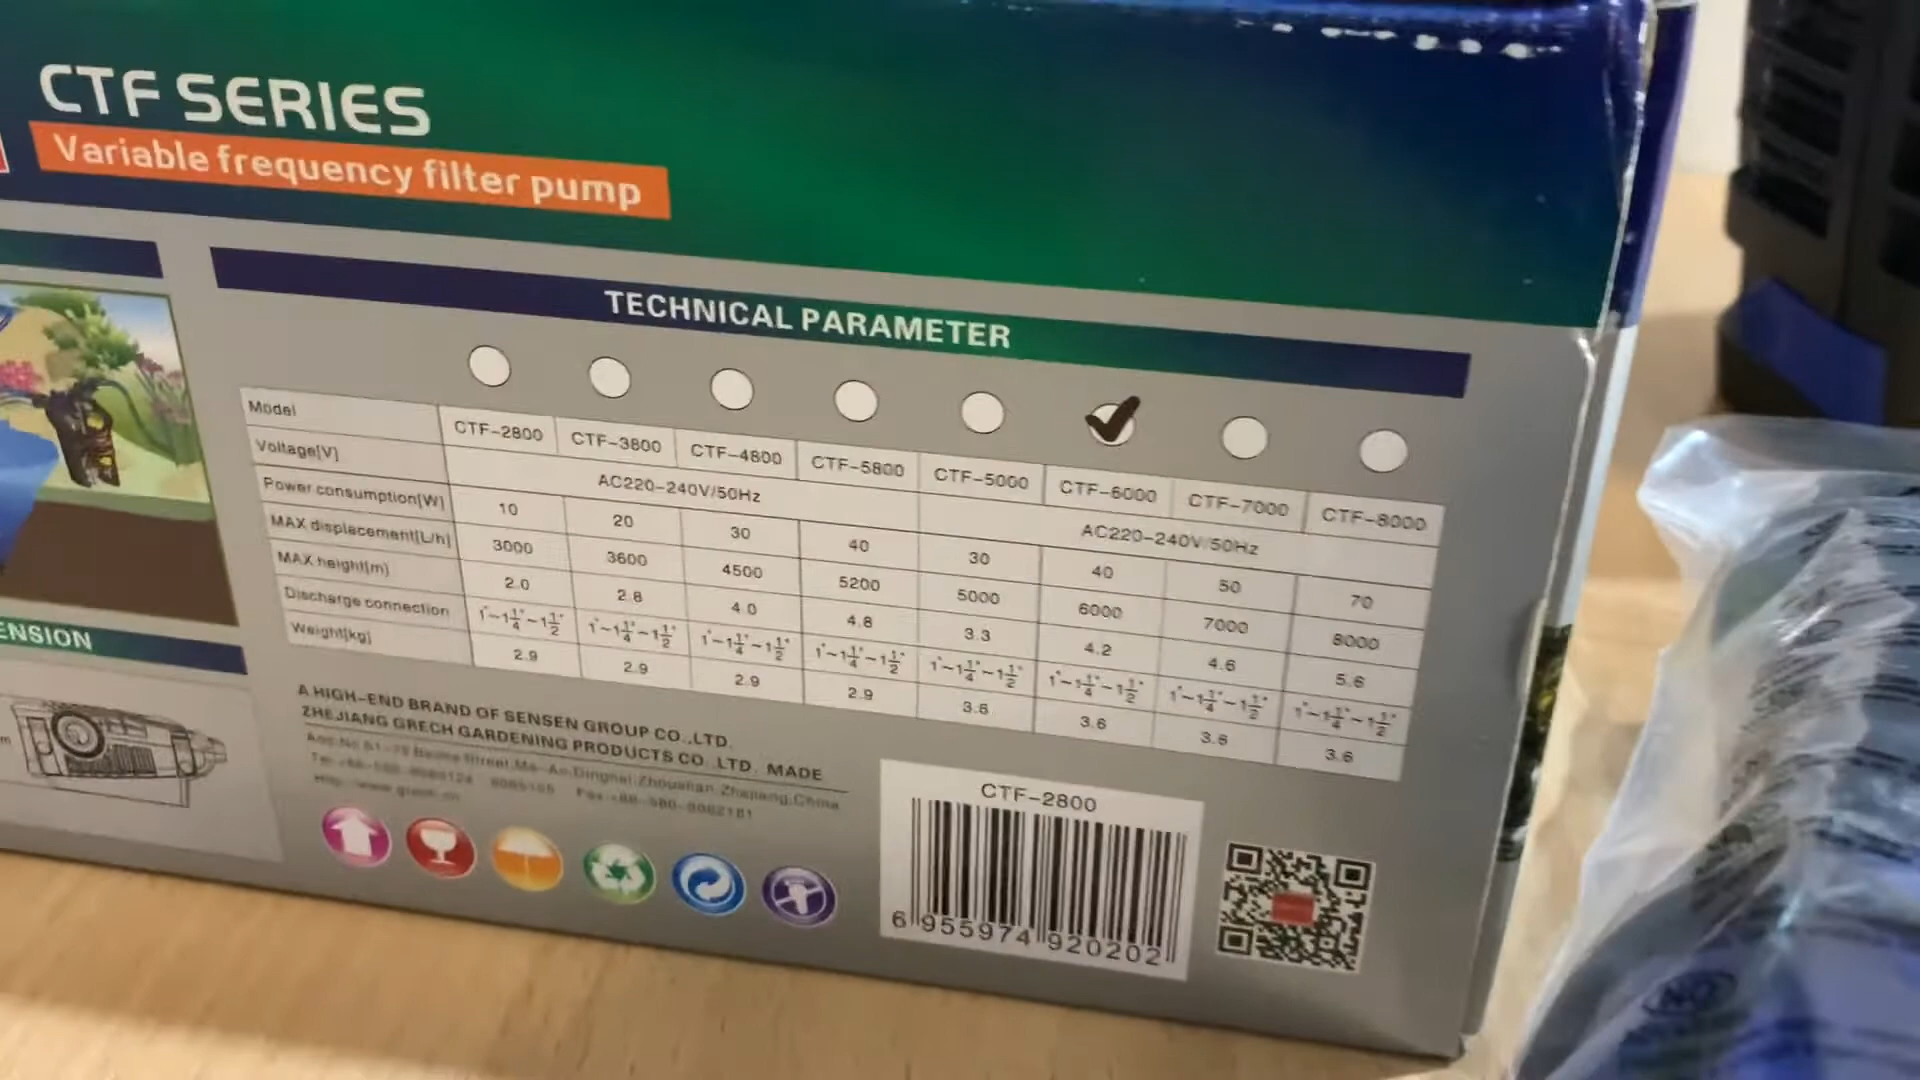 CTF SERIES
Variable frequency filter pump
TECHNICAL PARAMETER
Model CTF-2800 CTF-3800 CTF-4800 CTF-5800 CTF-5000 CTF-6000 CTF-7000 CTF-8000
Voltage[V] AC220-240V/50Hz AC220-240V/50Hz
Power consumption[W] 10 20 30 40 30 40 50 70
MAX displacement[L/h] 3000 3600 4500 5200 5000 6000 7000 8000
MAX height[m] 2.0 2.8 4.0 4.8 3.3 4.2 4.6 5.6
Discharge connection 1"~1¼"~1½" 1"~1¼"~1½" 1"~1¼"~1½" 1"~1¼"~1½" 1"~1¼"~1½" 1"~1¼"~1½" 1"~1¼"~1½" 1"~1¼"~1½"
Weight[kg] 2.9 2.9 2.9 2.9 3.6 3.6 3.6 3.6
ENSION
m
A HIGH-END BRAND OF SENSEN GROUP CO.,LTD.
ZHEJIANG GRECH GARDENING PRODUCTS CO.,LTD. MADE
Street,Ma-Ao,Dinghai,Zhoushan,Zhejiang,China
CTF-2800
6 955974 920202